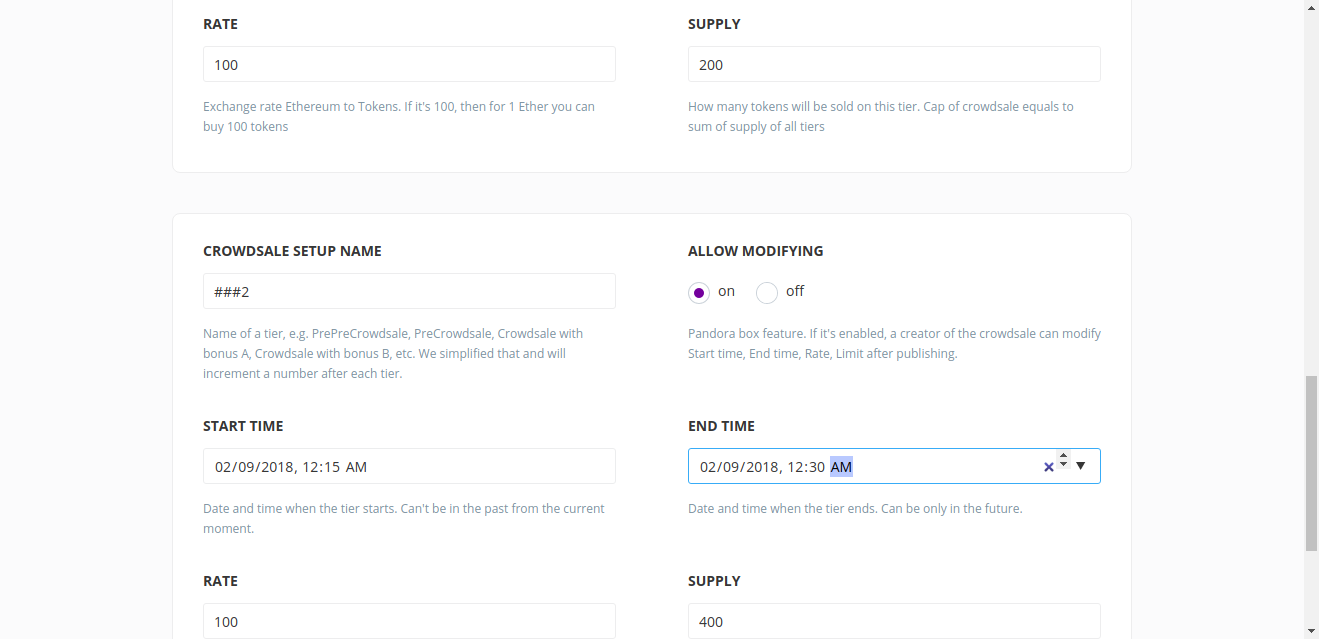 RATE
SUPPLY
100
200
Exchange rate Ethereum to Tokens. If it's 100, then for 1 Ether you can
buy 100 tokens
How many tokens will be sold on this tier. Cap of crowdsale equals to
sum of supply of all tiers
CROWDSALE SETUP NAME
ALLOW MODIFYING
###2
on
off
Name of a tier, e.g. PrePreCrowdsale, PreCrowdsale, Crowdsale with
bonus A, Crowdsale with bonus B, etc. We simplified that and will
increment a number after each tier.
Pandora box feature. If it's enabled, a creator of the crowdsale can modify
Start time, End time, Rate, Limit after publishing.
START TIME
END TIME
02/09/2018, 12:15 AM
02/09/2018, 12:30 AM
Date and time when the tier starts. Can't be in the past from the current
moment.
Date and time when the tier ends. Can be only in the future.
RATE
SUPPLY
100
400